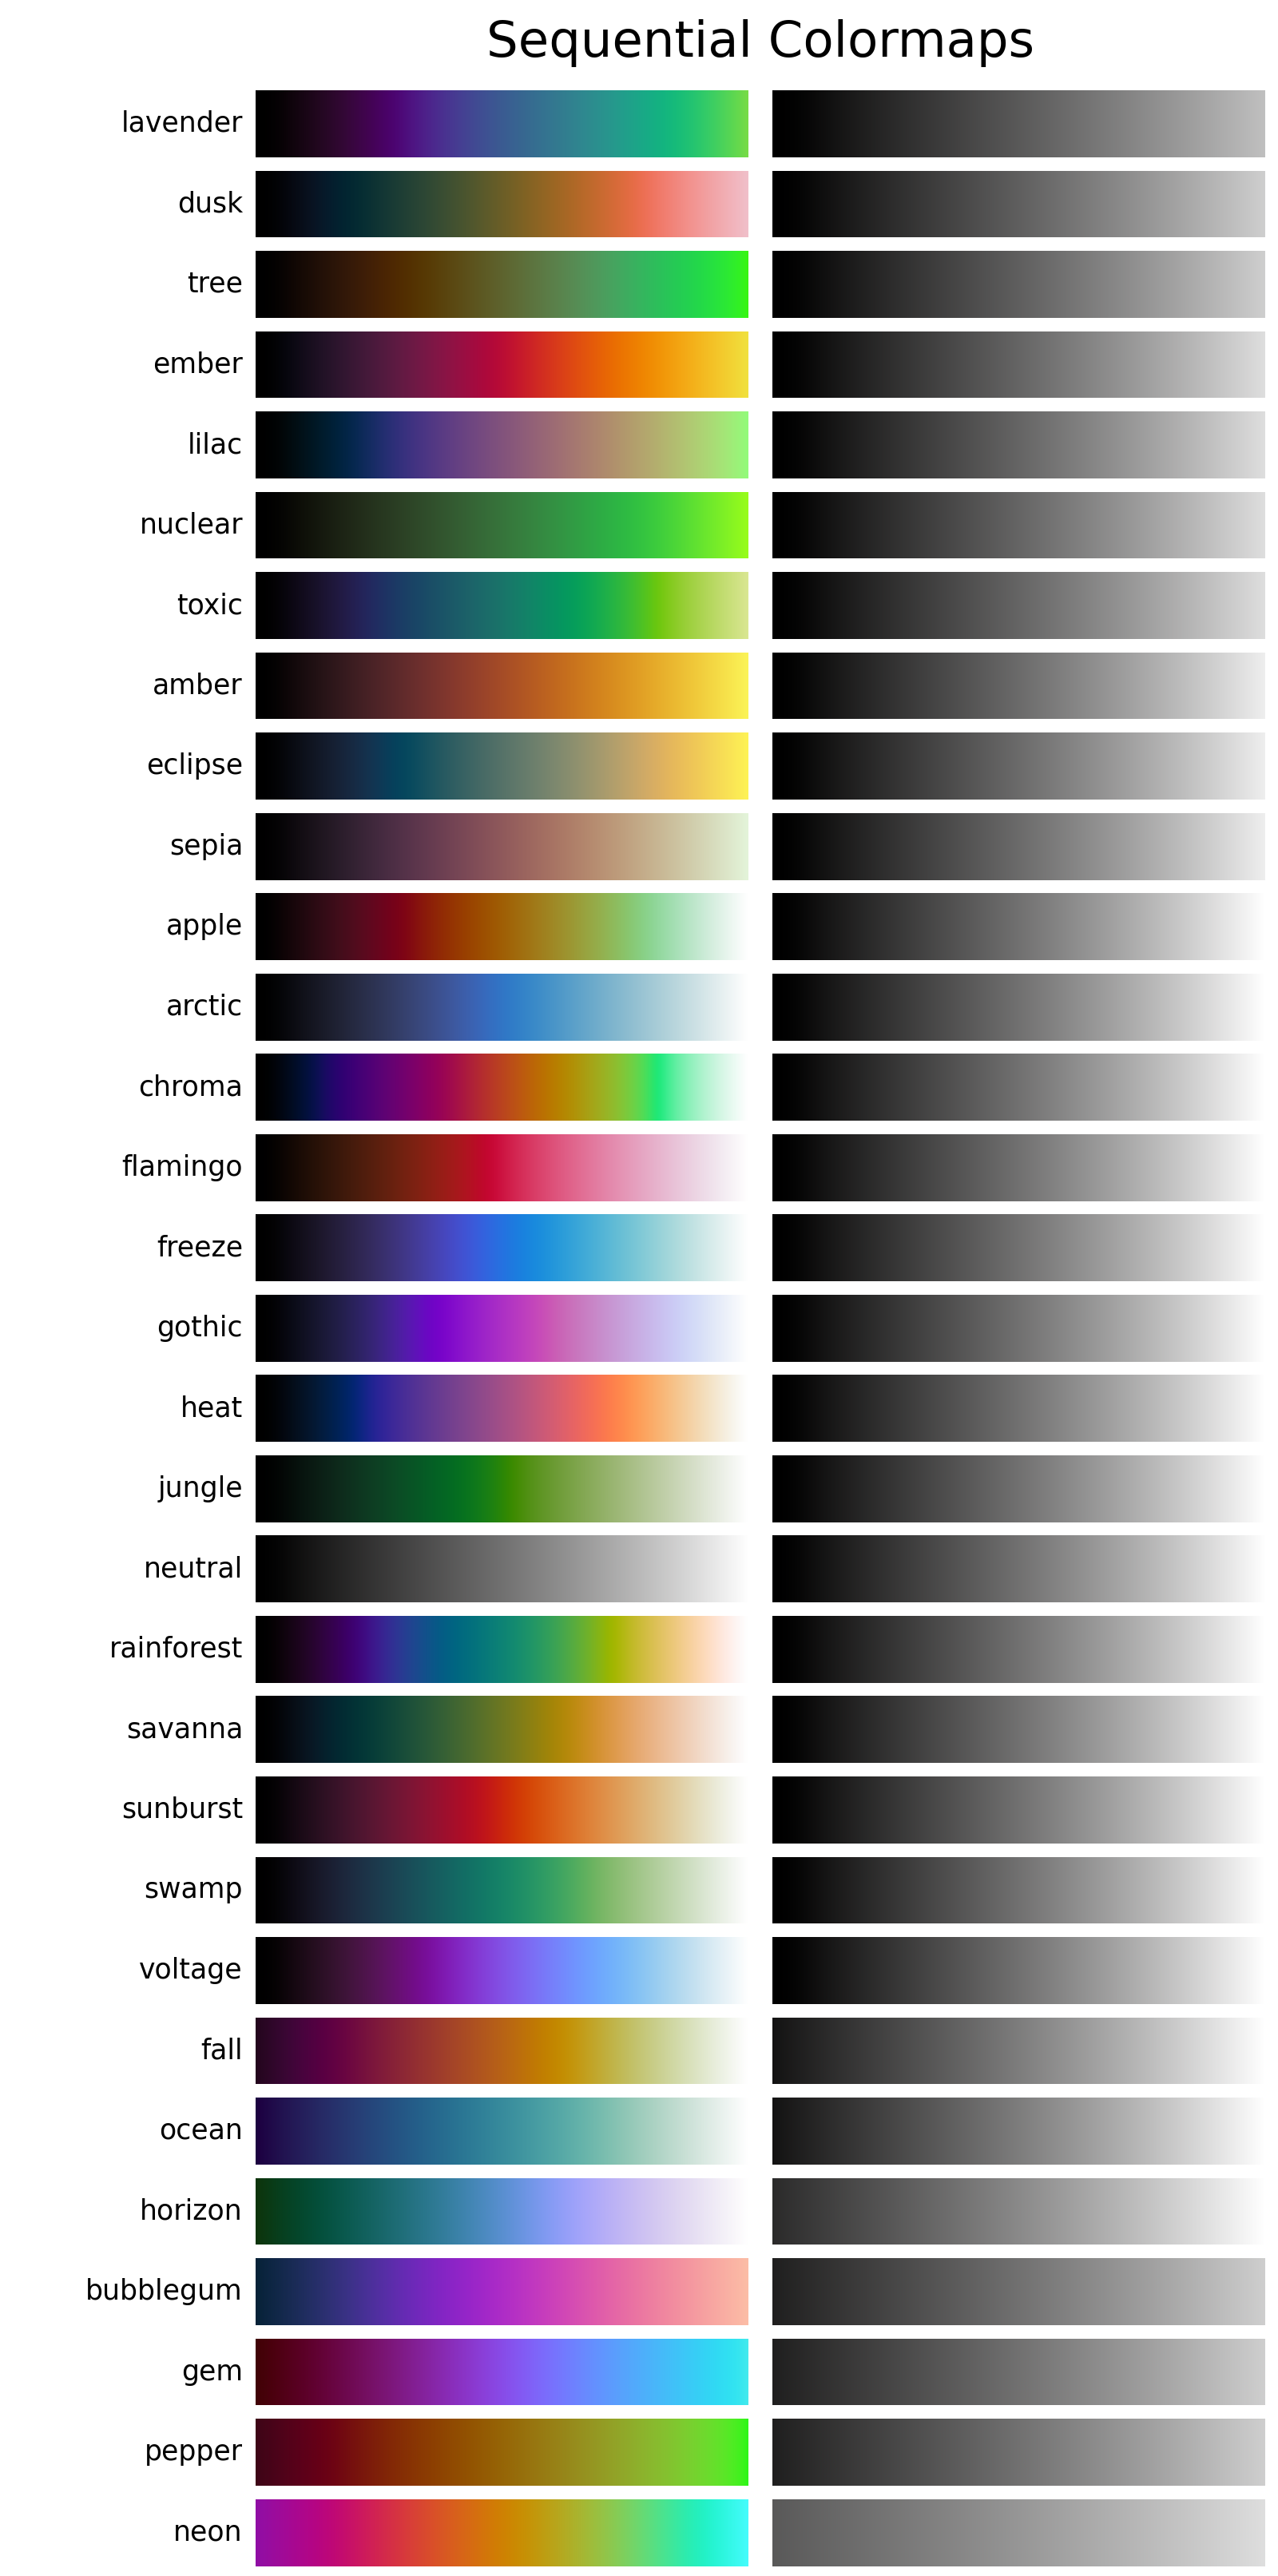 Sequential Colormaps
lavender
dusk
tree
ember
lilac
nuclear
toxic
amber
eclipse
sepia
apple
arctic
chroma
flamingo
freeze
gothic
heat
jungle
neutral
rainforest
savanna
sunburst
swamp
voltage
fall
ocean
horizon
bubblegum
gem
pepper
neon